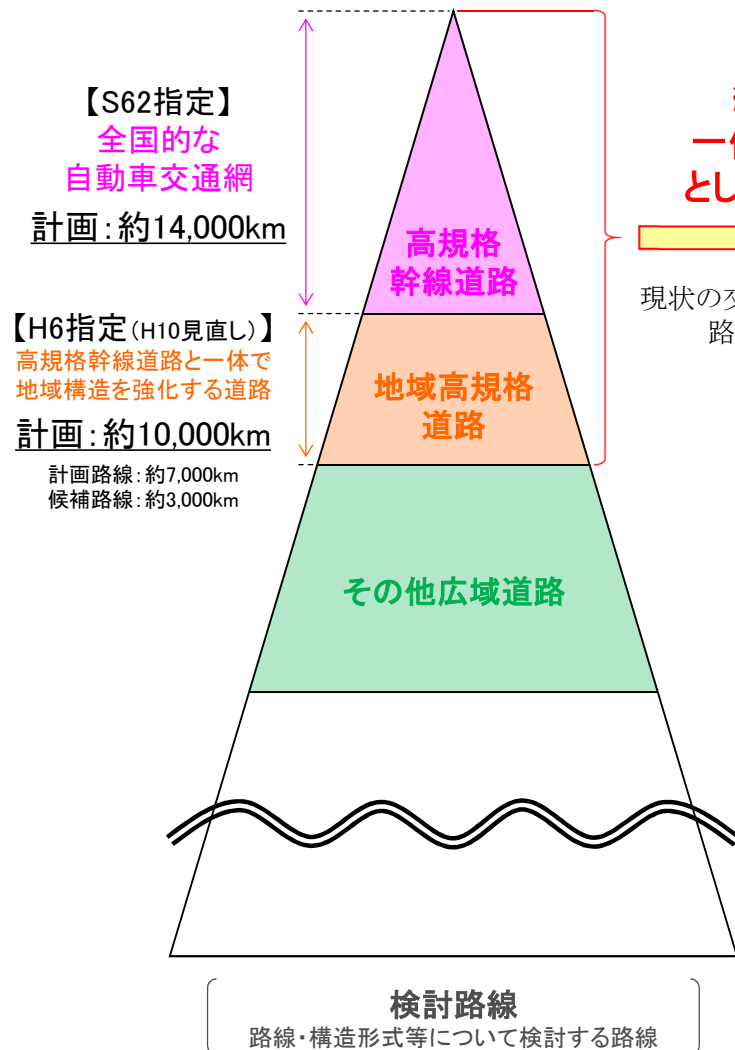 【S62指定】
全国的な
自動車交通網
計画：約14,000km
高規格
幹線道路
【H6指定（H10見直し）】
高規格幹線道路と一体で
地域構造を強化する道路
計画：約10,000km
計画路線：約7,000km
候補路線：約3,000km
地域高規格
道路
その他広域道路
一
とし
現状の交
路
検討路線
路線・構造形式等について検討する路線